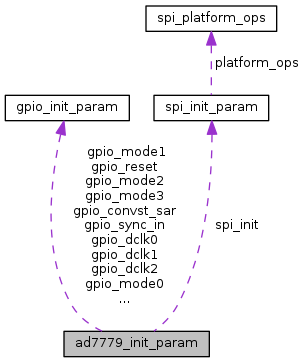 spi_platform_ops
platform_ops
gpio_init_param
spi_init_param
gpio_mode1
gpio_reset
gpio_mode2
gpio_mode3
gpio_convst_sar
gpio_sync_in
gpio_dclk0
gpio_dclk1
gpio_dclk2
gpio_mode0
...
spi_init
ad7779_init_param